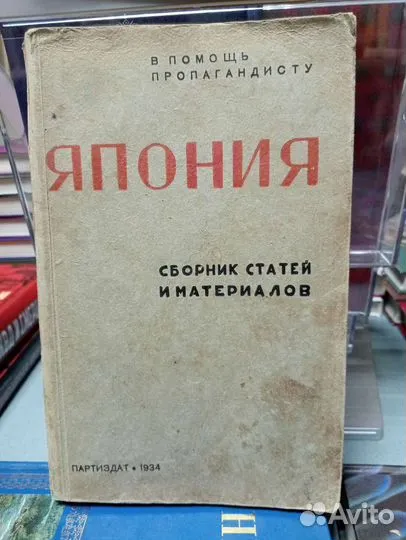 В ПОМОЩЬ
ПРОПАГАНДИСТУ
ЯПОНИЯ
СБОРНИК СТАТЕЙ
И МАТЕРИАЛОВ
ПАРТИЗДАТ • 1934
Н
Avito